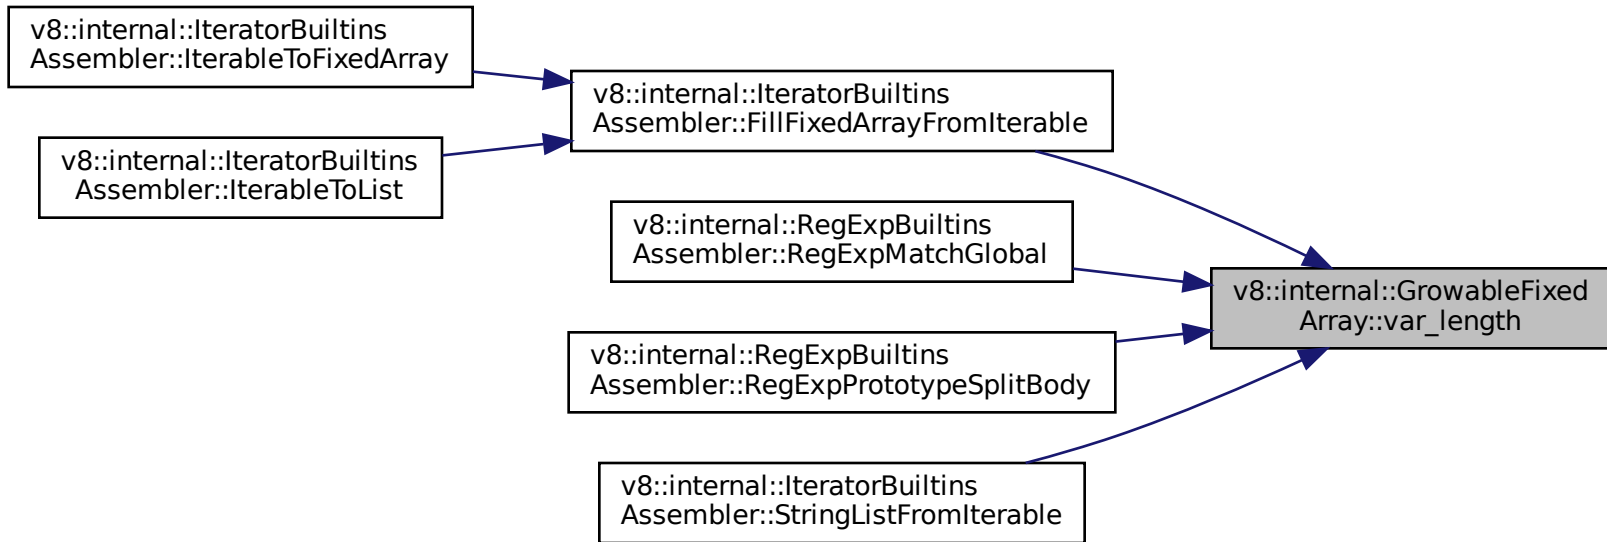 v8::internal::IteratorBuiltins
Assembler::IterableToFixedArray
v8::internal::IteratorBuiltins
Assembler::IterableToList
v8::internal::IteratorBuiltins
Assembler::FillFixedArrayFromIterable
v8::internal::RegExpBuiltins
Assembler::RegExpMatchGlobal
v8::internal::RegExpBuiltins
Assembler::RegExpPrototypeSplitBody
v8::internal::IteratorBuiltins
Assembler::StringListFromIterable
v8::internal::GrowableFixed
Array::var_length